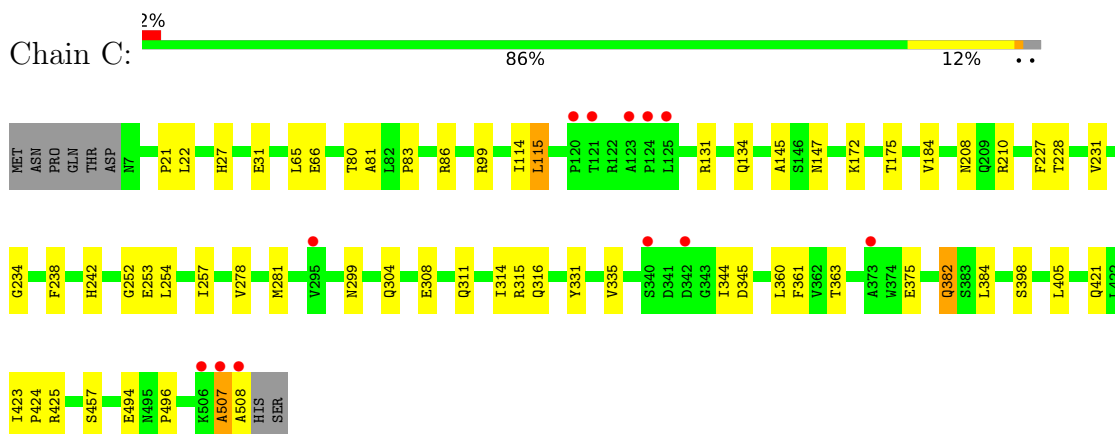 2%
Chain C:
86% 12% • •
MET ASN PRO GLN THR ASP N7 P21 L22 H27 E31 L65 E66 T80 A81 L82 P83 R86 R99 I114 L115 P120 T121 R122 A123 P124 L125 R131 Q134 A145 S146 N147 K172 T175 V184 N208 Q209 R210 F227 T228 V231
G234 F238 H242 G252 E253 L254 I257 V278 M281 V295 N299 Q304 E308 Q311 I314 R315 Q316 Y331 V335 S340 D341 D342 G343 I344 D345 L360 F361 V362 T363 A373 W374 E375 Q382 S383 L384 S398 L405 Q421
I423 P424 R425 S457 E494 N495 P496 K506 A507 A508 HIS SER